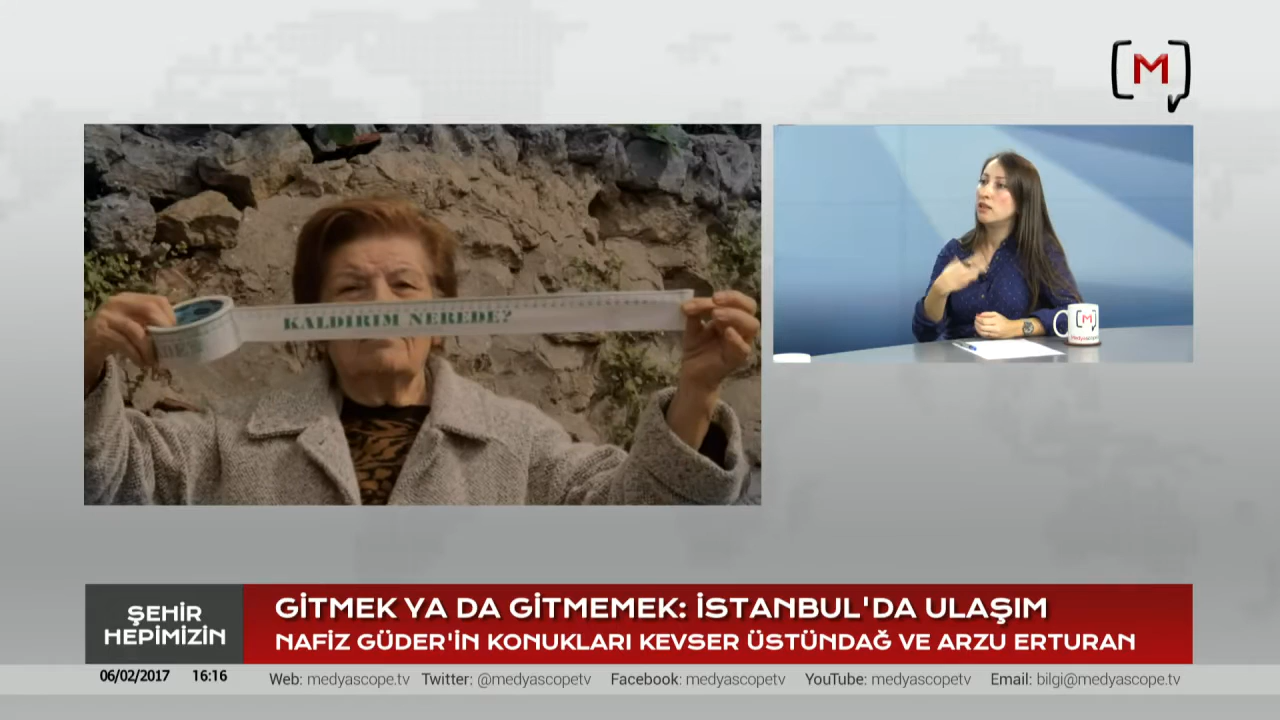 [M]
KALDIRIM NEREDE?
[M]
medyascope
ŞEHİR
HEPİMİZİN
GİTMEK YA DA GİTMEMEK: İSTANBUL'DA ULAŞIM
NAFİZ GÜDER'İN KONUKLARI KEVSER ÜSTÜNDAĞ VE ARZU ERTURAN
06/02/2017 16:16 Web: medyascope.tv Twitter: @medyascopetv Facebook: medyascopetv YouTube: medyascopetv Email: bilgi@medyascope.tv